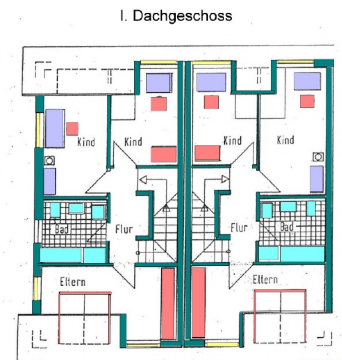 I. Dachgeschoss
Kind Kind Kind Kind
Bad Flur Flur Bad
Eltern Eltern